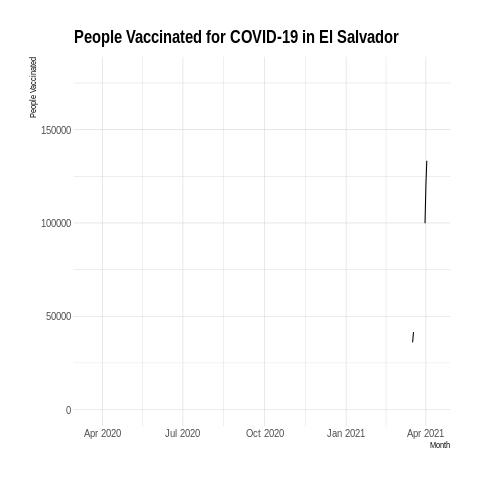 People Vaccinated for COVID-19 in El Salvador
People Vaccinated
150000
100000
50000
0
Apr 2020 Jul 2020 Oct 2020 Jan 2021 Apr 2021
Month